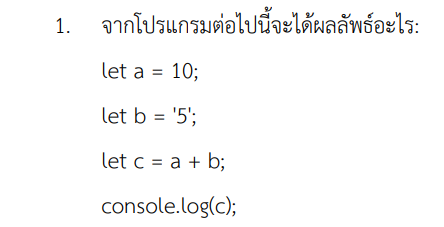 1. จากโปรแกรมต่อไปนี้จะได้ผลลัพธ์อะไร:
let a = 10;
let b = '5';
let c = a + b;
console.log(c);